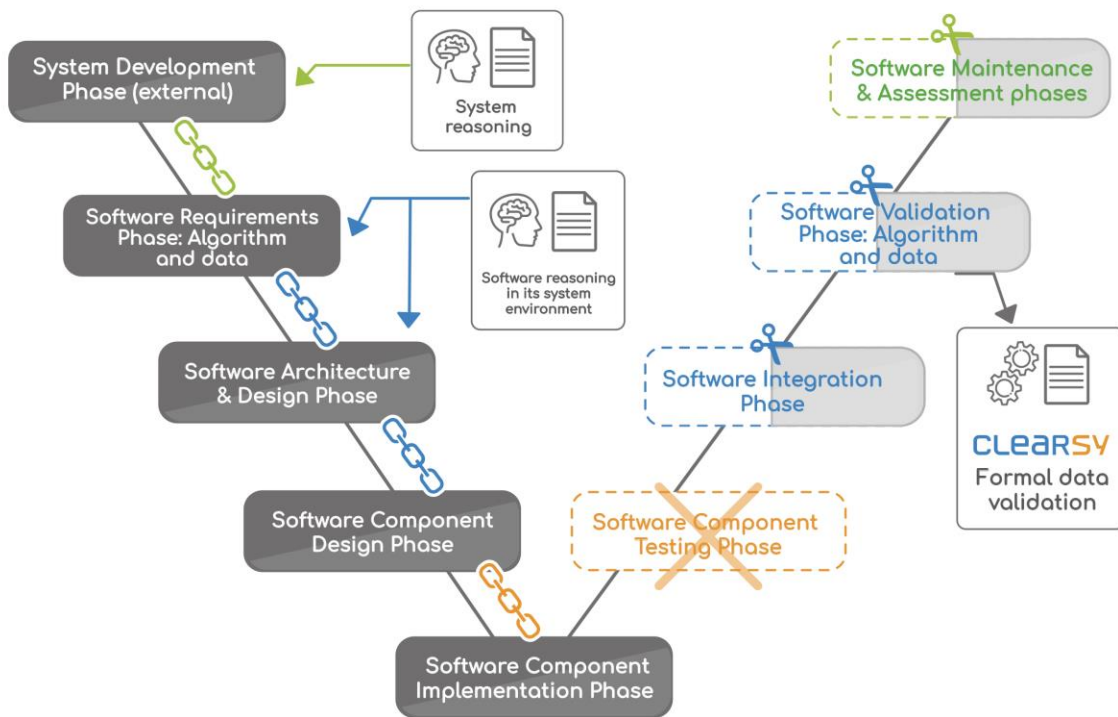 System Development
Phase (external)
System
reasoning
Software Maintenance
& Assessment phases
Software Requirements
Phase: Algorithm
and data
Software reasoning
in its system
environment
Software Validation
Phase: Algorithm
and data
Software Architecture
& Design Phase
Software Integration
Phase
CLEARSY
Formal data
validation
Software Component
Design Phase
Software Component
Testing Phase
Software Component
Implementation Phase